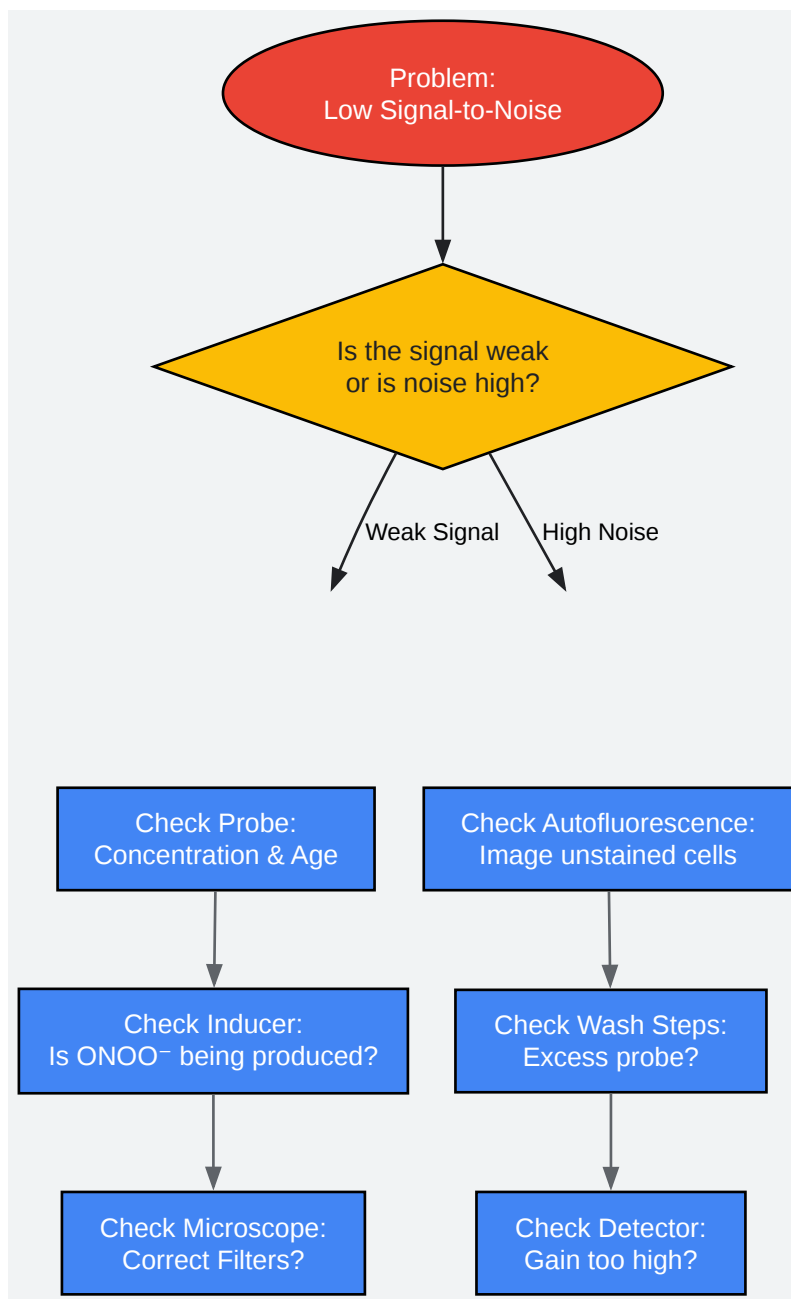 Problem:
Low Signal-to-Noise
Is the signal weak
or is noise high?
Weak Signal
High Noise
Check Probe:
Concentration & Age
Check Autofluorescence:
Image unstained cells
Check Inducer:
Is ONOO⁻ being produced?
Check Wash Steps:
Excess probe?
Check Microscope:
Correct Filters?
Check Detector:
Gain too high?